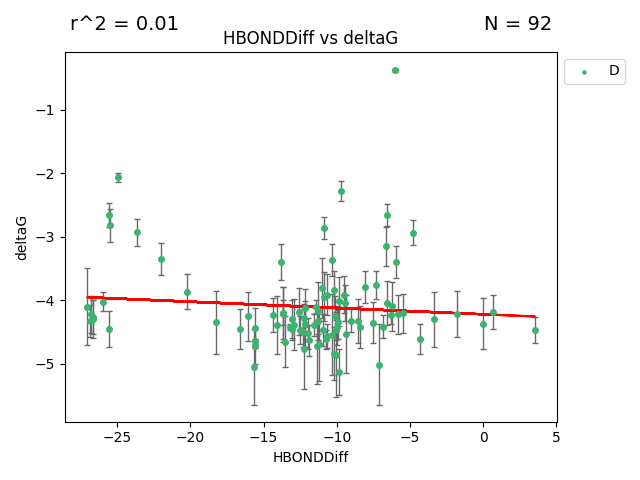 r^2 = 0.01
N = 92
HBONDDiff vs deltaG
D
−1
−2
−3
−4
−5
deltaG
−25
−20
−15
−10
−5
0
5
HBONDDiff